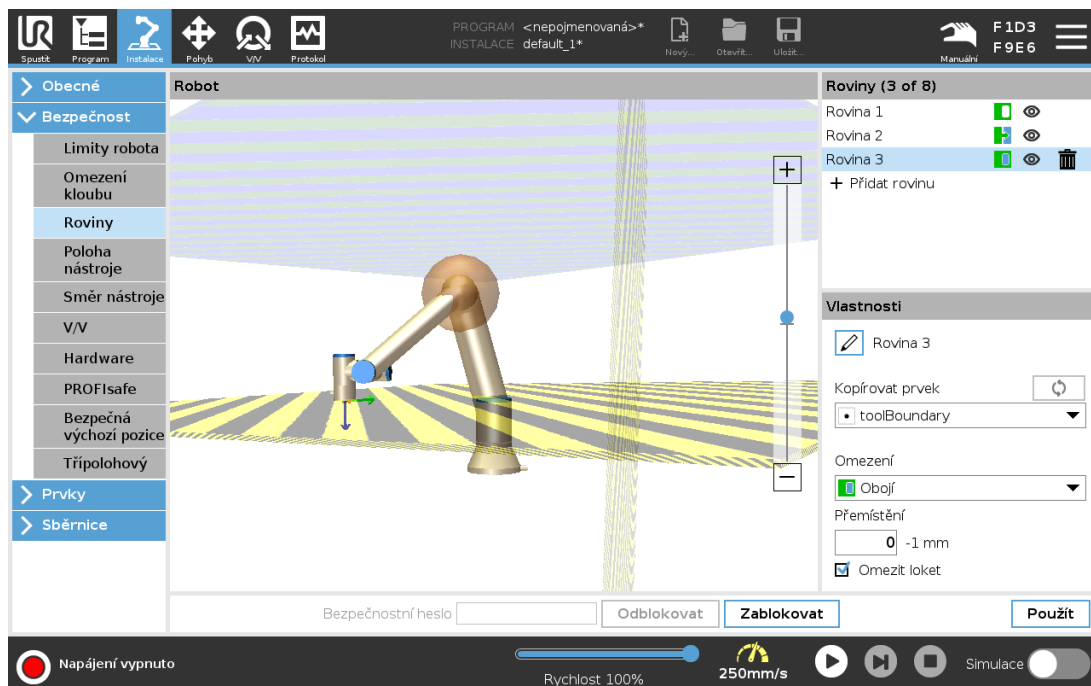 UR
Spustit
Program
Instalace
Pohyb
V/V
Protokol
PROGRAM <nepojmenovaná>*
INSTALACE default_1*
Nový...
Otevřít...
Uložit...
Manuální
F1D3
F9E6
Obecné
Bezpečnost
Limity robota
Omezení
kloubu
Roviny
Poloha
nástroje
Směr nástroje
V/V
Hardware
PROFIsafe
Bezpečná
výchozí pozice
Třípolohový
Prvky
Sběrnice
Robot
Roviny (3 of 8)
Rovina 1
Rovina 2
Rovina 3
+ Přidat rovinu
Vlastnosti
Rovina 3
Kopírovat prvek
toolBoundary
Omezení
Obojí
Přemístění
0 -1 mm
Omezit loket
Bezpečnostní heslo
Odblokovat
Zablokovat
Použít
Napájení vypnuto
Rychlost 100%
250mm/s
Simulace